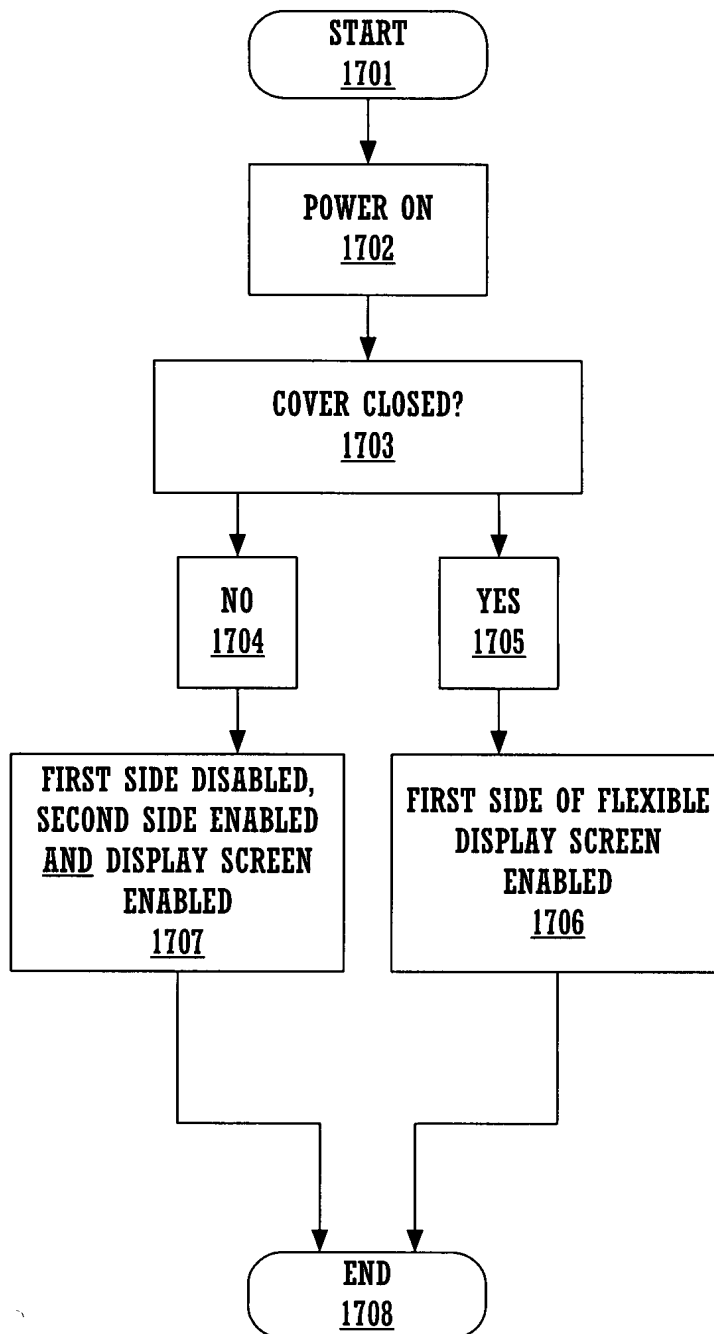 START
1701
POWER ON
1702
COVER CLOSED?
1703
NO
1704
YES
1705
FIRST SIDE DISABLED,
SECOND SIDE ENABLED
AND DISPLAY SCREEN
ENABLED
1707
FIRST SIDE OF FLEXIBLE
DISPLAY SCREEN
ENABLED
1706
END
1708